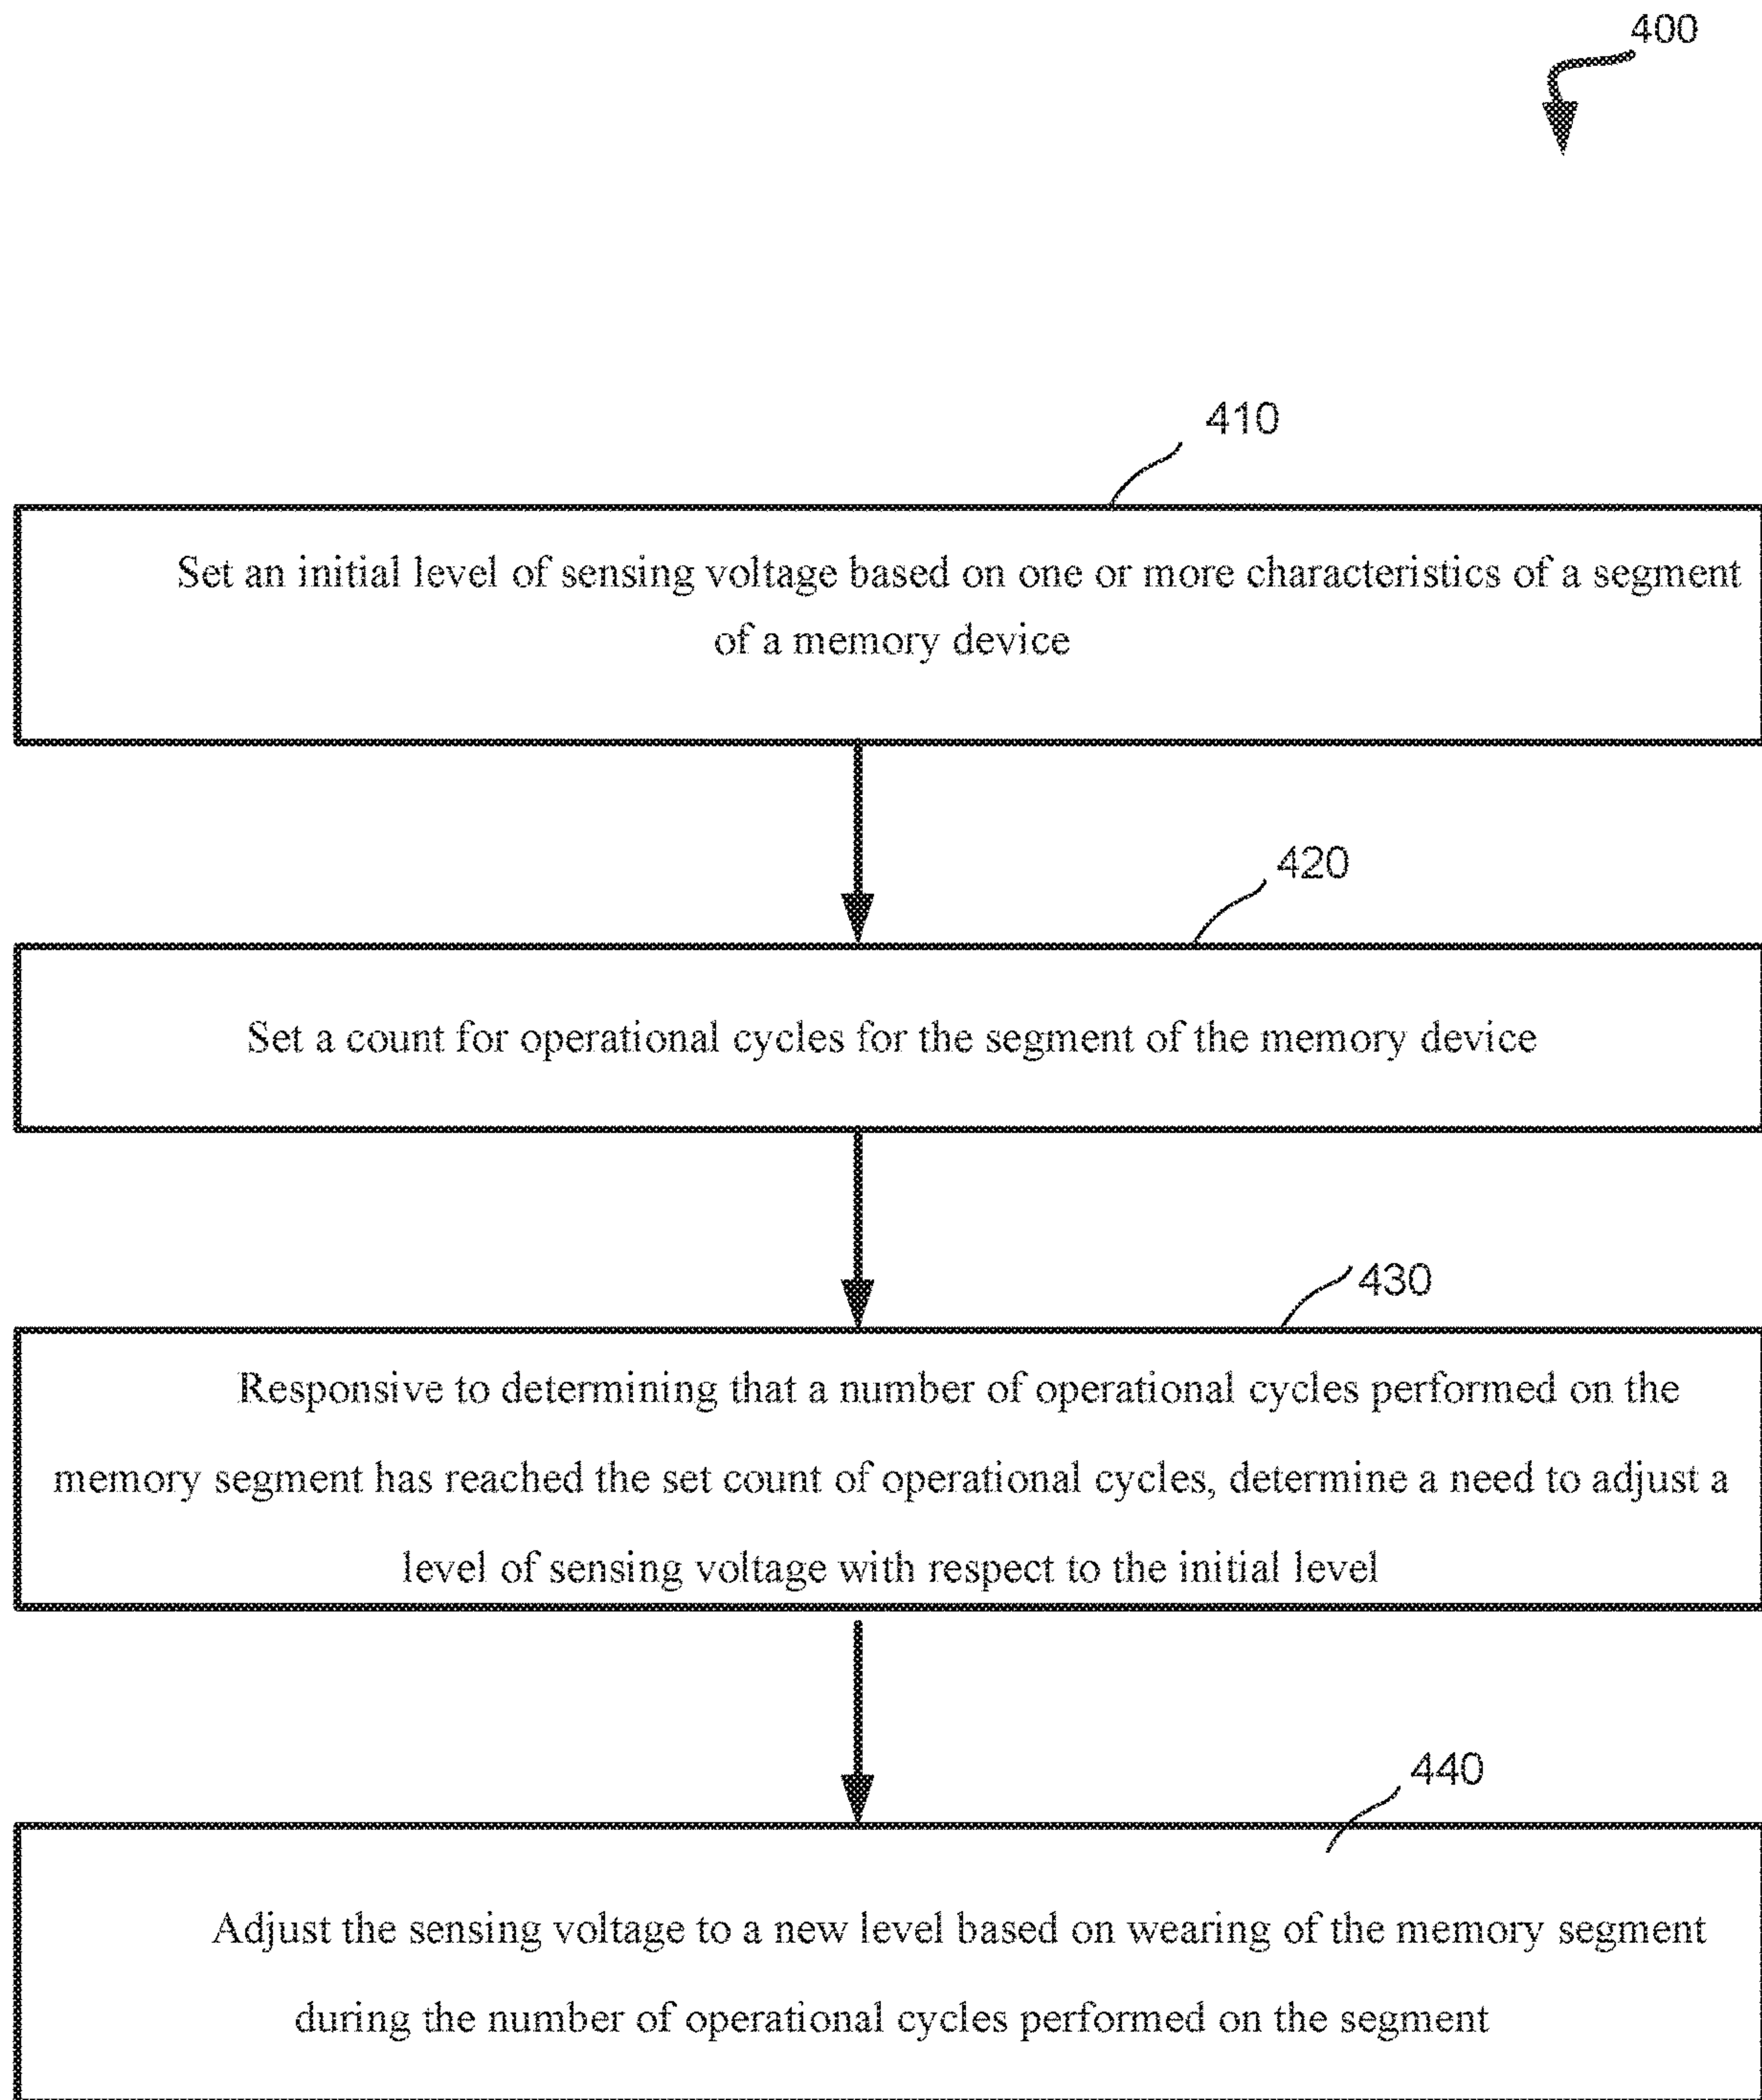 400
410
Set an initial level of sensing voltage based on one or more characteristics of a segment
of a memory device
420
Set a count for operational cycles for the segment of the memory device
430
Responsive to determining that a number of operational cycles performed on the
memory segment has reached the set count of operational cycles, determine a need to adjust a
level of sensing voltage with respect to the initial level
440
Adjust the sensing voltage to a new level based on wearing of the memory segment
during the number of operational cycles performed on the segment